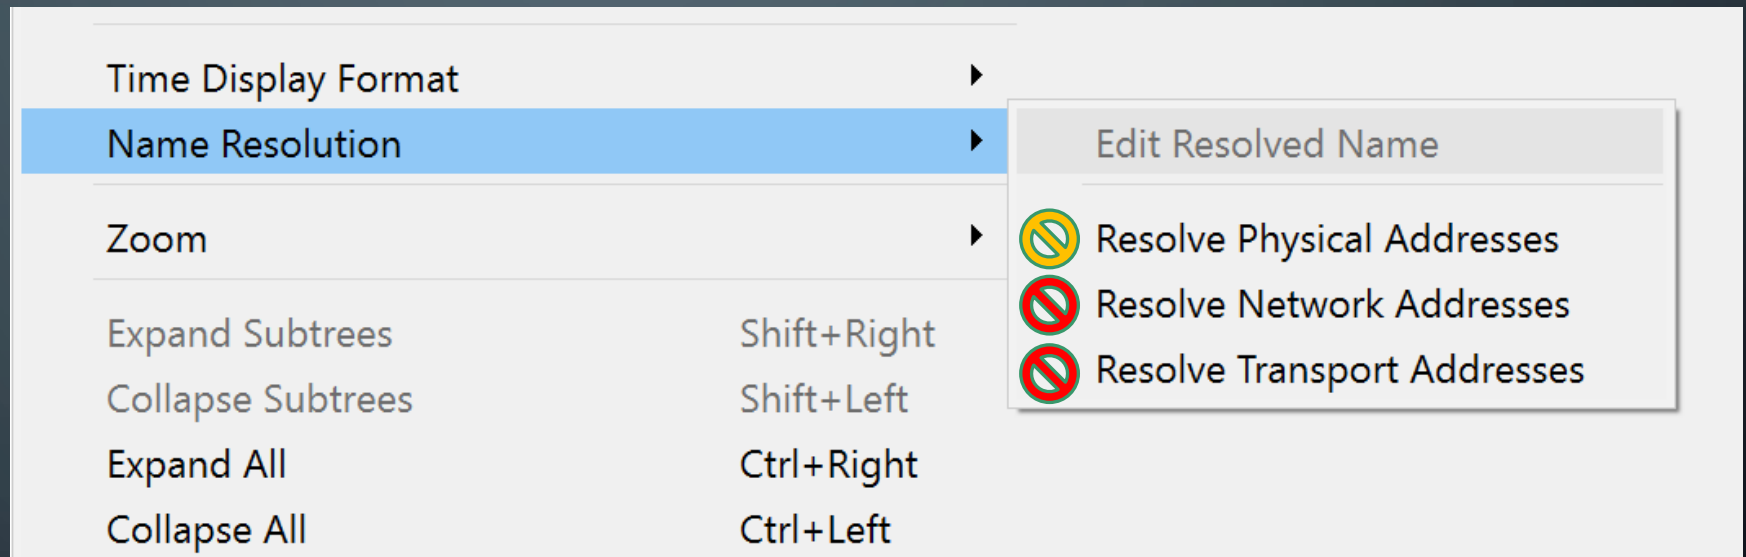 Time Display Format
Name Resolution
Edit Resolved Name
Zoom
Resolve Physical Addresses
Resolve Network Addresses
Resolve Transport Addresses
Expand Subtrees Shift+Right
Collapse Subtrees Shift+Left
Expand All Ctrl+Right
Collapse All Ctrl+Left